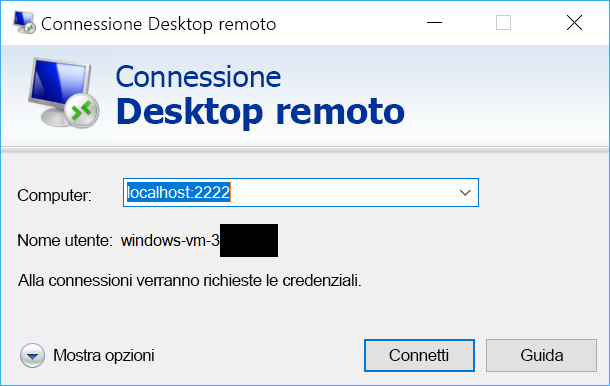 Connessione Desktop remoto
Connessione
Desktop remoto
Computer: localhost:2222
Nome utente: windows-vm-3
Alla connessioni verranno richieste le credenziali.
Mostra opzioni Connetti Guida